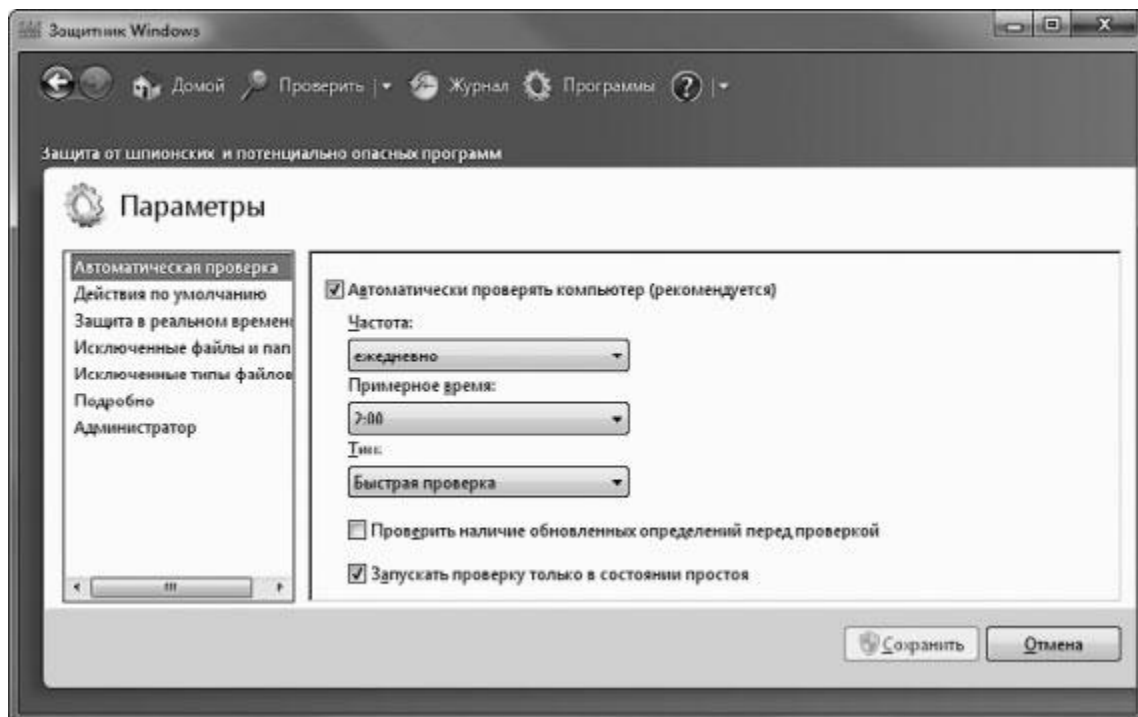 Защитник Windows
Домой Проверить Журнал Программы ?
Защита от шпионских и потенциально опасных программ
Параметры
Автоматическая проверка
Действия по умолчанию
Защита в реальном времени
Исключенные файлы и пап
Исключенные типы файлов
Подробно
Администратор
Автоматически проверять компьютер (рекомендуется)
Частота:
ежедневно
Примерное время:
2:00
Тип:
Быстрая проверка
Проверить наличие обновленных определений перед проверкой
Запускать проверку только в состоянии простоя
Сохранить Отмена